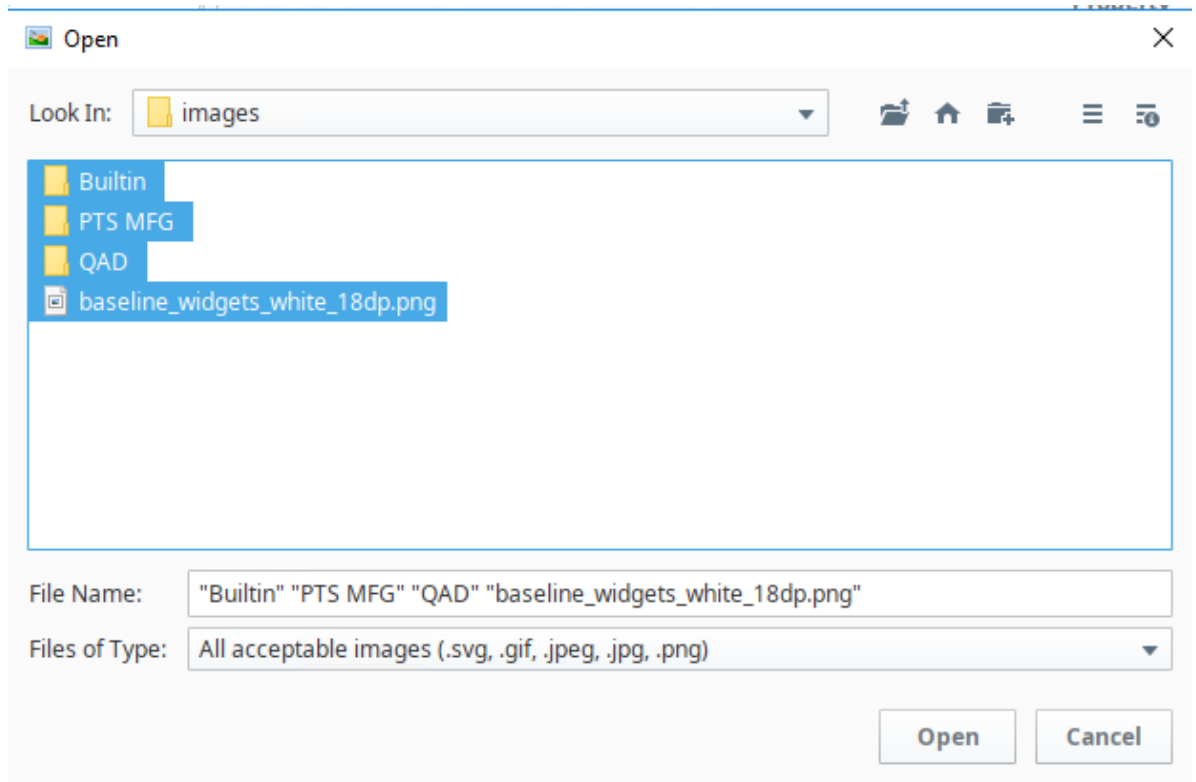 Open
Look In: images
Builtin
PTS MFG
QAD
baseline_widgets_white_18dp.png
File Name: "Builtin" "PTS MFG" "QAD" "baseline_widgets_white_18dp.png"
Files of Type: All acceptable images (.svg, .gif, .jpeg, .jpg, .png)
Open Cancel